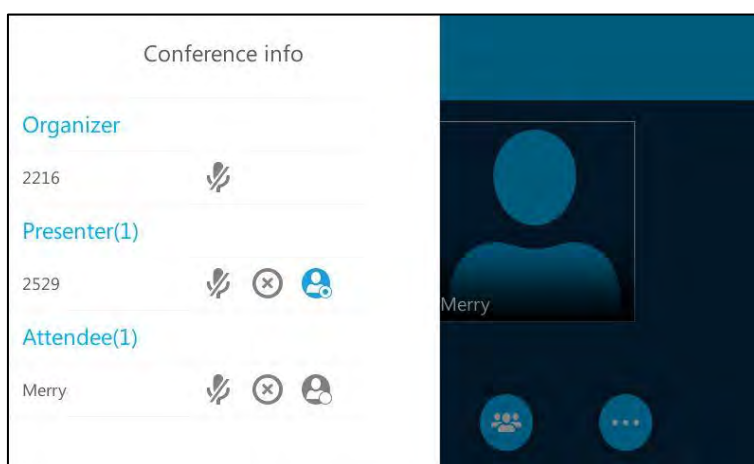 Conference info
Organizer
2216
Presenter(1)
2529
Merry
Attendee(1)
Merry